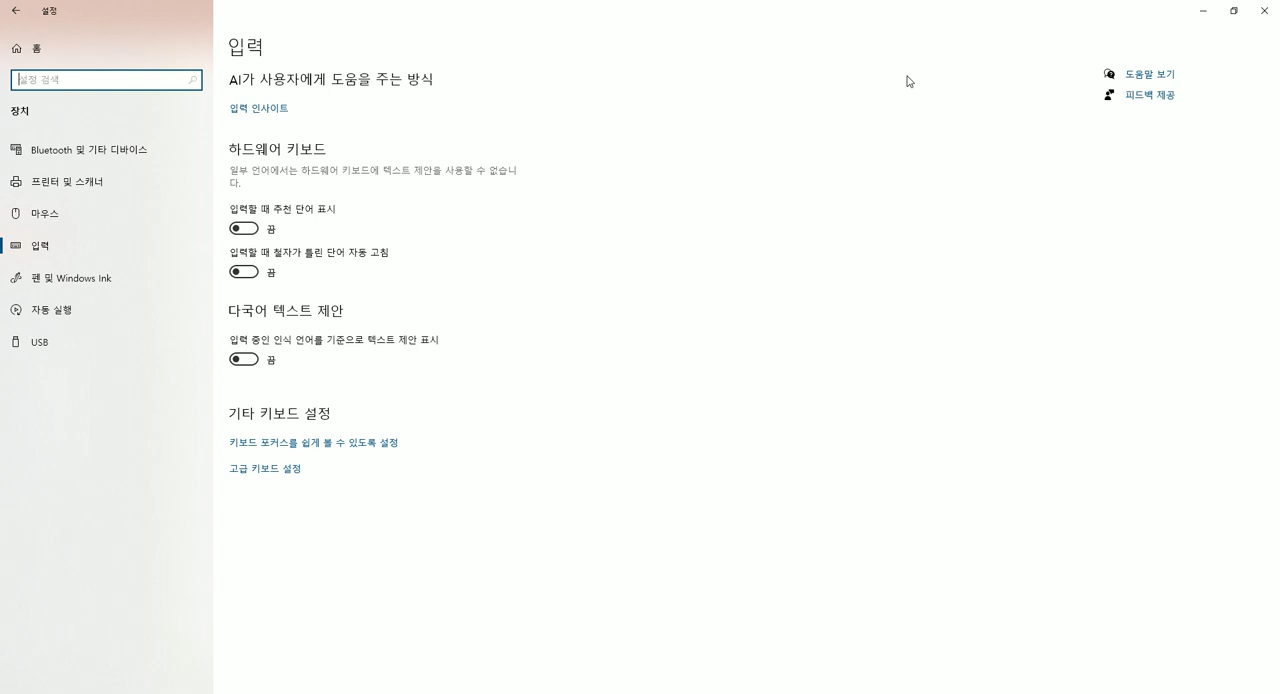 설정
홈
설정 검색
장치
Bluetooth 및 기타 디바이스
프린터 및 스캐너
마우스
입력
펜 및 Windows Ink
자동 실행
USB
입력
AI가 사용자에게 도움을 주는 방식
입력 인사이트
하드웨어 키보드
일부 언어에서는 하드웨어 키보드에 텍스트 제안을 사용할 수 없습니
다.
입력할 때 추천 단어 표시
끔
입력할 때 철자가 틀린 단어 자동 고침
끔
다국어 텍스트 제안
입력 중인 인식 언어를 기준으로 텍스트 제안 표시
끔
기타 키보드 설정
키보드 포커스를 쉽게 볼 수 있도록 설정
고급 키보드 설정
도움말 보기
피드백 제공